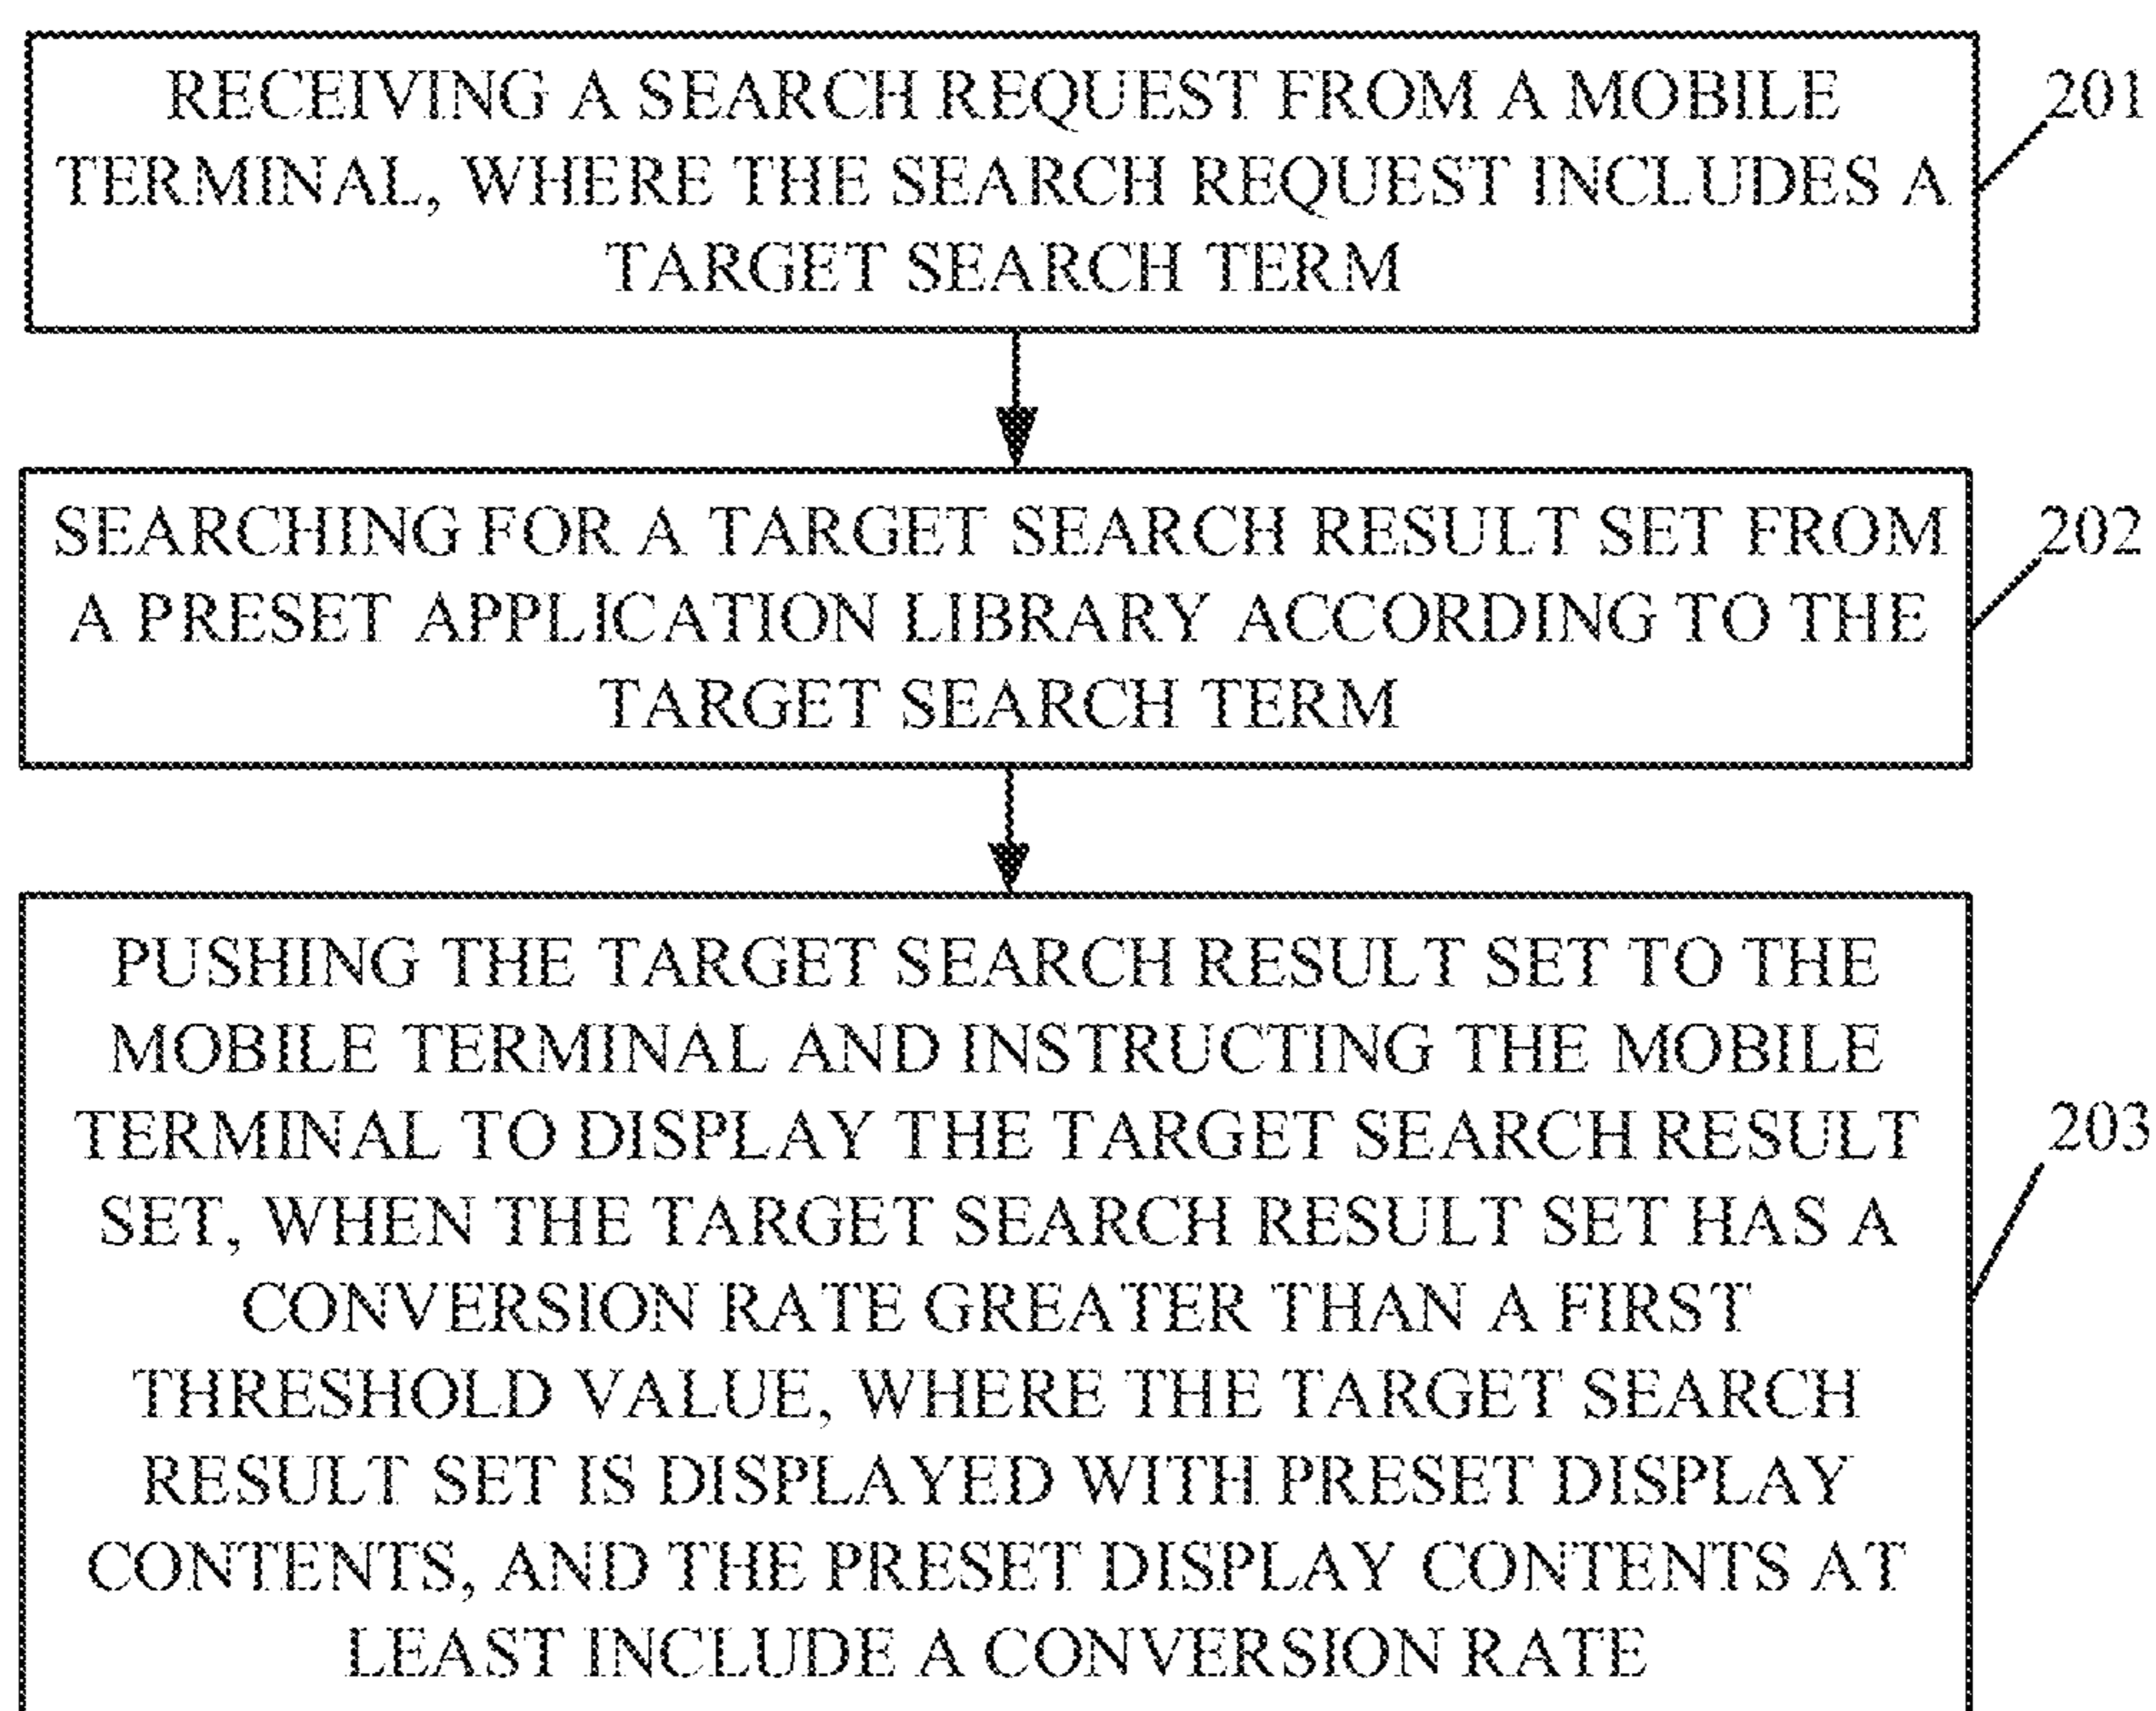 RECEIVING A SEARCH REQUEST FROM A MOBILE
TERMINAL, WHERE THE SEARCH REQUEST INCLUDES A
TARGET SEARCH TERM
201
SEARCHING FOR A TARGET SEARCH RESULT SET FROM
A PRESET APPLICATION LIBRARY ACCORDING TO THE
TARGET SEARCH TERM
202
PUSHING THE TARGET SEARCH RESULT SET TO THE
MOBILE TERMINAL AND INSTRUCTING THE MOBILE
TERMINAL TO DISPLAY THE TARGET SEARCH RESULT
SET, WHEN THE TARGET SEARCH RESULT SET HAS A
CONVERSION RATE GREATER THAN A FIRST
THRESHOLD VALUE, WHERE THE TARGET SEARCH
RESULT SET IS DISPLAYED WITH PRESET DISPLAY
CONTENTS, AND THE PRESET DISPLAY CONTENTS AT
LEAST INCLUDE A CONVERSION RATE
203